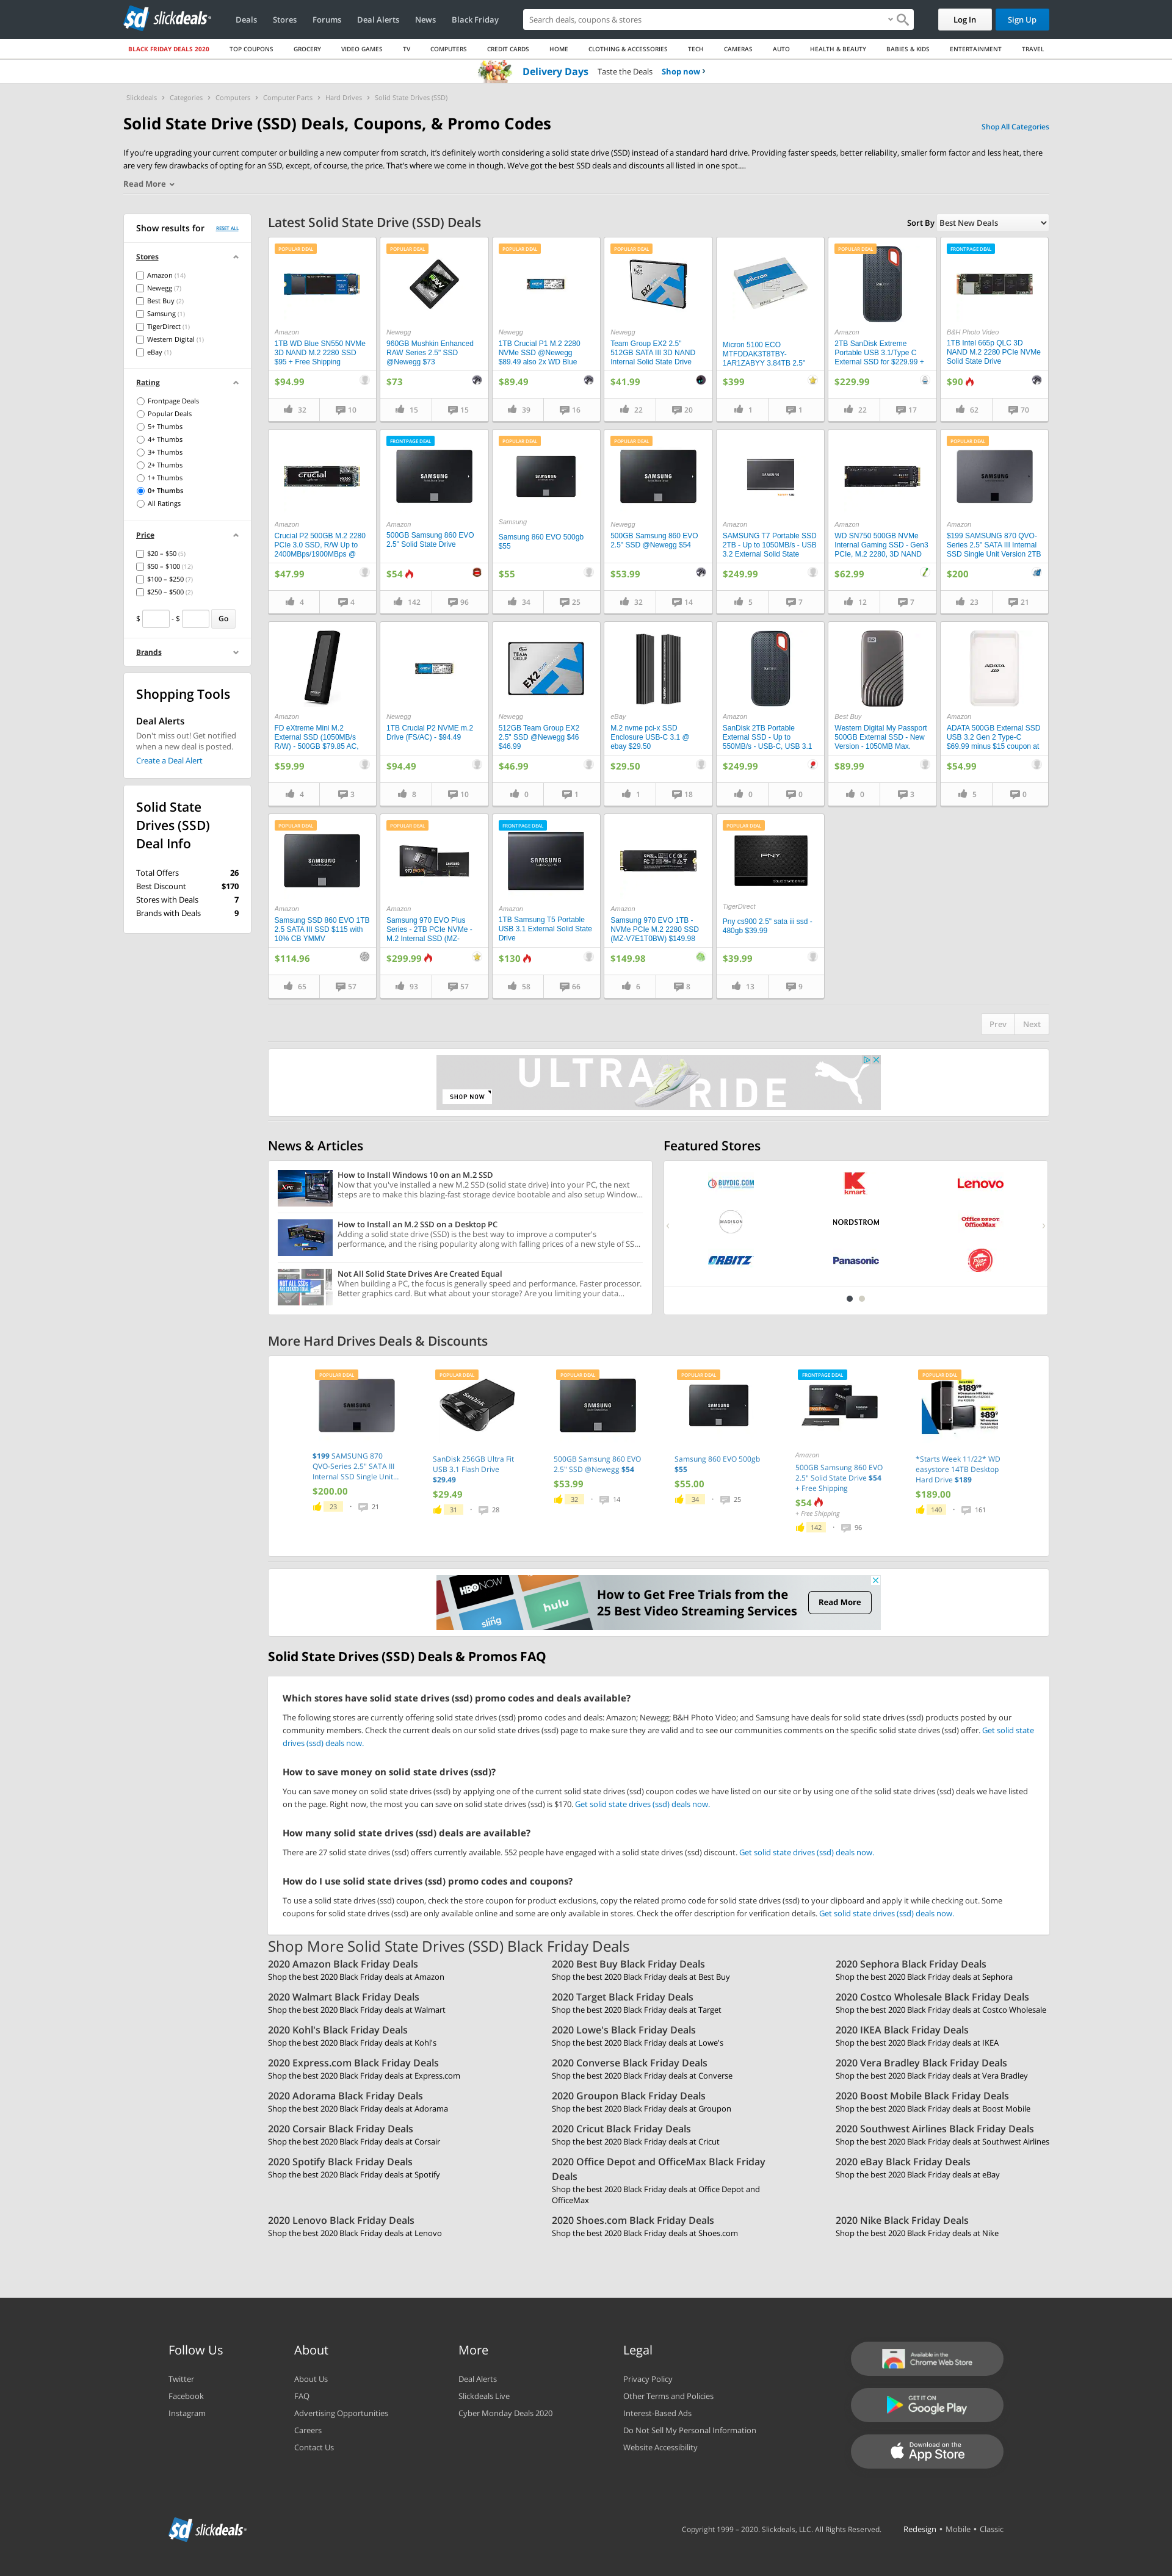 sd slickdeals
Deals Stores Forums Deal Alerts News Black Friday
Search deals, coupons & stores
Log In Sign Up
BLACK FRIDAY DEALS 2020 TOP COUPONS GROCERY VIDEO GAMES TV COMPUTERS CREDIT CARDS HOME CLOTHING & ACCESSORIES TECH CAMERAS AUTO HEALTH & BEAUTY BABIES & KIDS ENTERTAINMENT TRAVEL
Delivery Days Taste the Deals Shop now ›
Slickdeals › Categories › Computers › Computer Parts › Hard Drives › Solid State Drives (SSD)
Solid State Drive (SSD) Deals, Coupons, & Promo Codes
Shop All Categories
If you're upgrading your current computer or building a new computer from scratch, it's definitely worth considering a solid state drive (SSD) instead of a standard hard drive. Providing faster speeds, better reliability, smaller form factor and less heat, there
are very few drawbacks of opting for an SSD, except, of course, the price. That's where we come in though. We've got the best SSD deals and discounts all listed in one spot....
Read More
Show results for RESET ALL
Stores
Amazon (14)
Newegg (7)
Best Buy (2)
Samsung (1)
TigerDirect (1)
Western Digital (1)
eBay (1)
Rating
Frontpage Deals
Popular Deals
5+ Thumbs
4+ Thumbs
3+ Thumbs
2+ Thumbs
1+ Thumbs
0+ Thumbs
All Ratings
Price
$20 – $50 (5)
$50 – $100 (12)
$100 – $250 (7)
$250 – $500 (2)
$ - $ Go
Brands
Shopping Tools
Deal Alerts
Don't miss out! Get notified
when a new deal is posted.
Create a Deal Alert
Solid State
Drives (SSD)
Deal Info
Total Offers 26
Best Discount $170
Stores with Deals 7
Brands with Deals 9
Latest Solid State Drive (SSD) Deals
Sort By Best New Deals
POPULAR DEAL
Amazon
1TB WD Blue SN550 NVMe
3D NAND M.2 2280 SSD
$95 + Free Shipping
$94.99
32 10
POPULAR DEAL
Newegg
960GB Mushkin Enhanced
RAW Series 2.5" SSD
@Newegg $73
$73
15 15
POPULAR DEAL
Newegg
1TB Crucial P1 M.2 2280
NVMe SSD @Newegg
$89.49 also 2x WD Blue
$89.49
39 16
POPULAR DEAL
Newegg
Team Group EX2 2.5"
512GB SATA III 3D NAND
Internal Solid State Drive
$41.99
22 20
Micron 5100 ECO
MTFDDAK3T8TBY-
1AR1ZABYY 3.84TB 2.5"
$399
1 1
POPULAR DEAL
Amazon
2TB SanDisk Extreme
Portable USB 3.1/Type C
External SSD for $229.99 +
$229.99
22 17
FRONTPAGE DEAL
B&H Photo Video
1TB Intel 665p QLC 3D
NAND M.2 2280 PCIe NVMe
Solid State Drive
$90
62 70
Amazon
Crucial P2 500GB M.2 2280
PCIe 3.0 SSD, R/W Up to
2400MBps/1900MBps @
$47.99
4 4
FRONTPAGE DEAL
Amazon
500GB Samsung 860 EVO
2.5" Solid State Drive
$54
142 96
POPULAR DEAL
Samsung
Samsung 860 EVO 500gb
$55
$55
34 25
POPULAR DEAL
Newegg
500GB Samsung 860 EVO
2.5" SSD @Newegg $54
$53.99
32 14
Amazon
SAMSUNG T7 Portable SSD
2TB - Up to 1050MB/s - USB
3.2 External Solid State
$249.99
5 7
Amazon
WD SN750 500GB NVMe
Internal Gaming SSD - Gen3
PCIe, M.2 2280, 3D NAND
$62.99
12 7
POPULAR DEAL
Amazon
$199 SAMSUNG 870 QVO-
Series 2.5" SATA III Internal
SSD Single Unit Version 2TB
$200
23 21
Amazon
FD eXtreme Mini M.2
External SSD (1050MB/s
R/W) - 500GB $79.85 AC,
$59.99
4 3
Newegg
1TB Crucial P2 NVME m.2
Drive (FS/AC) - $94.49
$94.49
8 10
Newegg
512GB Team Group EX2
2.5" SSD @Newegg $46
$46.99
$46.99
0 1
eBay
M.2 nvme pci-x SSD
Enclosure USB-C 3.1 @
ebay $29.50
$29.50
1 18
Amazon
SanDisk 2TB Portable
External SSD - Up to
550MB/s - USB-C, USB 3.1
$249.99
0 0
Best Buy
Western Digital My Passport
500GB External SSD - New
Version - 1050MB Max.
$89.99
0 3
Amazon
ADATA 500GB External SSD
USB 3.2 Gen 2 Type-C
$69.99 minus $15 coupon at
$54.99
5 0
POPULAR DEAL
Amazon
Samsung SSD 860 EVO 1TB
2.5 SATA III SSD $115 with
10% CB YMMV
$114.96
65 57
POPULAR DEAL
Amazon
Samsung 970 EVO Plus
Series - 2TB PCIe NVMe -
M.2 Internal SSD (MZ-
$299.99
93 57
FRONTPAGE DEAL
Amazon
1TB Samsung T5 Portable
USB 3.1 External Solid State
Drive
$130
58 66
Amazon
Samsung 970 EVO 1TB -
NVMe PCIe M.2 2280 SSD
(MZ-V7E1T0BW) $149.98
$149.98
6 8
POPULAR DEAL
TigerDirect
Pny cs900 2.5" sata iii ssd -
480gb $39.99
$39.99
13 9
Prev Next
ULTRA RIDE
SHOP NOW
News & Articles
How to Install Windows 10 on an M.2 SSD
Now that you've installed a new M.2 SSD (solid state drive) into your PC, the next
steps are to make this blazing-fast storage device bootable and also setup Window...
How to Install an M.2 SSD on a Desktop PC
Adding a solid state drive (SSD) is the best way to improve a computer's
performance, and the rising popularity along with falling prices of a new style of SS...
Not All Solid State Drives Are Created Equal
When building a PC, the focus is generally speed and performance. Faster processor.
Better graphics card. But what about your storage? Are you limiting your data...
Featured Stores
BUYDIG.COM kmart Lenovo
MADISON NORDSTROM Office DEPOT OfficeMax
ORBITZ Panasonic Pizza Hut
More Hard Drives Deals & Discounts
POPULAR DEAL
$199 SAMSUNG 870
QVO-Series 2.5" SATA III
Internal SSD Single Unit...
$200.00
23 · 21
POPULAR DEAL
SanDisk 256GB Ultra Fit
USB 3.1 Flash Drive
$29.49
$29.49
31 · 28
POPULAR DEAL
500GB Samsung 860 EVO
2.5" SSD @Newegg $54
$53.99
32 · 14
POPULAR DEAL
Samsung 860 EVO 500gb
$55
$55.00
34 · 25
FRONTPAGE DEAL
Amazon
500GB Samsung 860 EVO
2.5" Solid State Drive $54
+ Free Shipping
$54
+ Free Shipping
142 · 96
POPULAR DEAL
*Starts Week 11/22* WD
easystore 14TB Desktop
Hard Drive $189
$189.00
140 · 161
HBO NOW sling hulu
How to Get Free Trials from the
25 Best Video Streaming Services
Read More
Solid State Drives (SSD) Deals & Promos FAQ
Which stores have solid state drives (ssd) promo codes and deals available?
The following stores are currently offering solid state drives (ssd) promo codes and deals: Amazon; Newegg; B&H Photo Video; and Samsung have deals for solid state drives (ssd) products posted by our
community members. Check the current deals on our solid state drives (ssd) page to make sure they are valid and to see our communities comments on the specific solid state drives (ssd) offer. Get solid state
drives (ssd) deals now.
How to save money on solid state drives (ssd)?
You can save money on solid state drives (ssd) by applying one of the current solid state drives (ssd) coupon codes we have listed on our site or by using one of the solid state drives (ssd) deals we have listed
on the page. Right now, the most you can save on solid state drives (ssd) is $170. Get solid state drives (ssd) deals now.
How many solid state drives (ssd) deals are available?
There are 27 solid state drives (ssd) offers currently available. 552 people have engaged with a solid state drives (ssd) discount. Get solid state drives (ssd) deals now.
How do I use solid state drives (ssd) promo codes and coupons?
To use a solid state drives (ssd) coupon, check the store coupon for product exclusions, copy the related promo code for solid state drives (ssd) to your clipboard and apply it while checking out. Some
coupons for solid state drives (ssd) are only available online and some are only available in stores. Check the offer description for verification details. Get solid state drives (ssd) deals now.
Shop More Solid State Drives (SSD) Black Friday Deals
2020 Amazon Black Friday Deals
Shop the best 2020 Black Friday deals at Amazon
2020 Best Buy Black Friday Deals
Shop the best 2020 Black Friday deals at Best Buy
2020 Sephora Black Friday Deals
Shop the best 2020 Black Friday deals at Sephora
2020 Walmart Black Friday Deals
Shop the best 2020 Black Friday deals at Walmart
2020 Target Black Friday Deals
Shop the best 2020 Black Friday deals at Target
2020 Costco Wholesale Black Friday Deals
Shop the best 2020 Black Friday deals at Costco Wholesale
2020 Kohl's Black Friday Deals
Shop the best 2020 Black Friday deals at Kohl's
2020 Lowe's Black Friday Deals
Shop the best 2020 Black Friday deals at Lowe's
2020 IKEA Black Friday Deals
Shop the best 2020 Black Friday deals at IKEA
2020 Express.com Black Friday Deals
Shop the best 2020 Black Friday deals at Express.com
2020 Converse Black Friday Deals
Shop the best 2020 Black Friday deals at Converse
2020 Vera Bradley Black Friday Deals
Shop the best 2020 Black Friday deals at Vera Bradley
2020 Adorama Black Friday Deals
Shop the best 2020 Black Friday deals at Adorama
2020 Groupon Black Friday Deals
Shop the best 2020 Black Friday deals at Groupon
2020 Boost Mobile Black Friday Deals
Shop the best 2020 Black Friday deals at Boost Mobile
2020 Corsair Black Friday Deals
Shop the best 2020 Black Friday deals at Corsair
2020 Cricut Black Friday Deals
Shop the best 2020 Black Friday deals at Cricut
2020 Southwest Airlines Black Friday Deals
Shop the best 2020 Black Friday deals at Southwest Airlines
2020 Spotify Black Friday Deals
Shop the best 2020 Black Friday deals at Spotify
2020 Office Depot and OfficeMax Black Friday
Deals
Shop the best 2020 Black Friday deals at Office Depot and
OfficeMax
2020 eBay Black Friday Deals
Shop the best 2020 Black Friday deals at eBay
2020 Lenovo Black Friday Deals
Shop the best 2020 Black Friday deals at Lenovo
2020 Shoes.com Black Friday Deals
Shop the best 2020 Black Friday deals at Shoes.com
2020 Nike Black Friday Deals
Shop the best 2020 Black Friday deals at Nike
Follow Us
Twitter
Facebook
Instagram
About
About Us
FAQ
Advertising Opportunities
Careers
Contact Us
More
Deal Alerts
Slickdeals Live
Cyber Monday Deals 2020
Legal
Privacy Policy
Other Terms and Policies
Interest-Based Ads
Do Not Sell My Personal Information
Website Accessibility
Available in the
Chrome Web Store
GET IT ON
Google Play
Download on the
App Store
sd slickdeals
Copyright 1999 – 2020. Slickdeals, LLC. All Rights Reserved. Redesign • Mobile • Classic